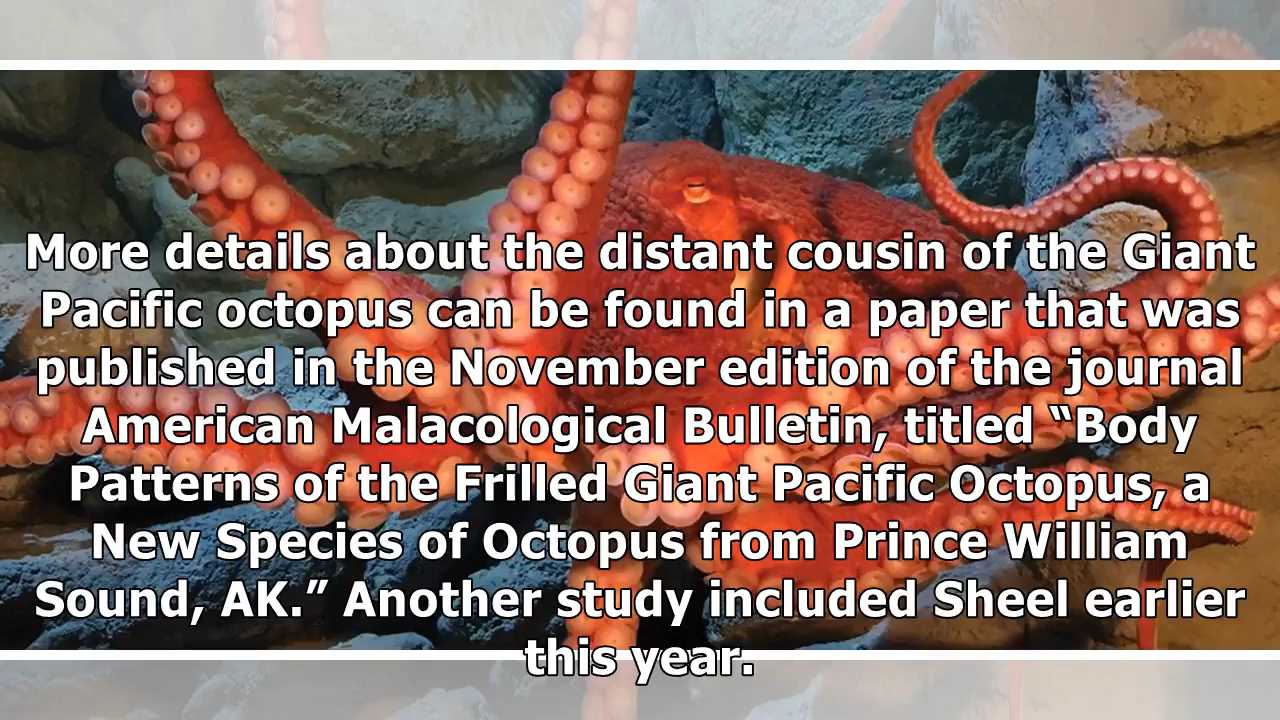 More details about the distant cousin of the Giant
Pacific octopus can be found in a paper that was
published in the November edition of the journal
American Malacological Bulletin, titled “Body
Patterns of the Frilled Giant Pacific Octopus, a
New Species of Octopus from Prince William
Sound, AK.” Another study included Sheel earlier
this year.